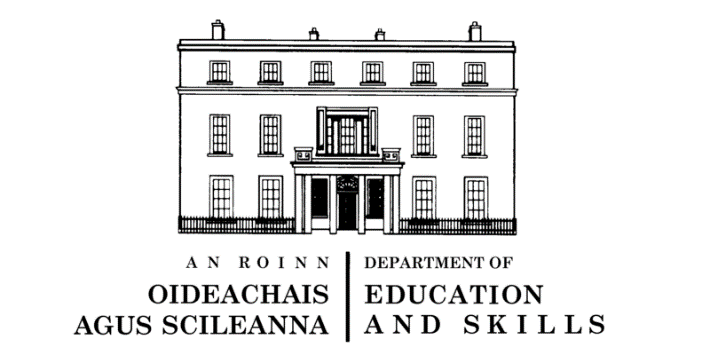 AN ROINN
OIDEACHAIS
AGUS SCILEANNA
DEPARTMENT OF
EDUCATION
AND SKILLS